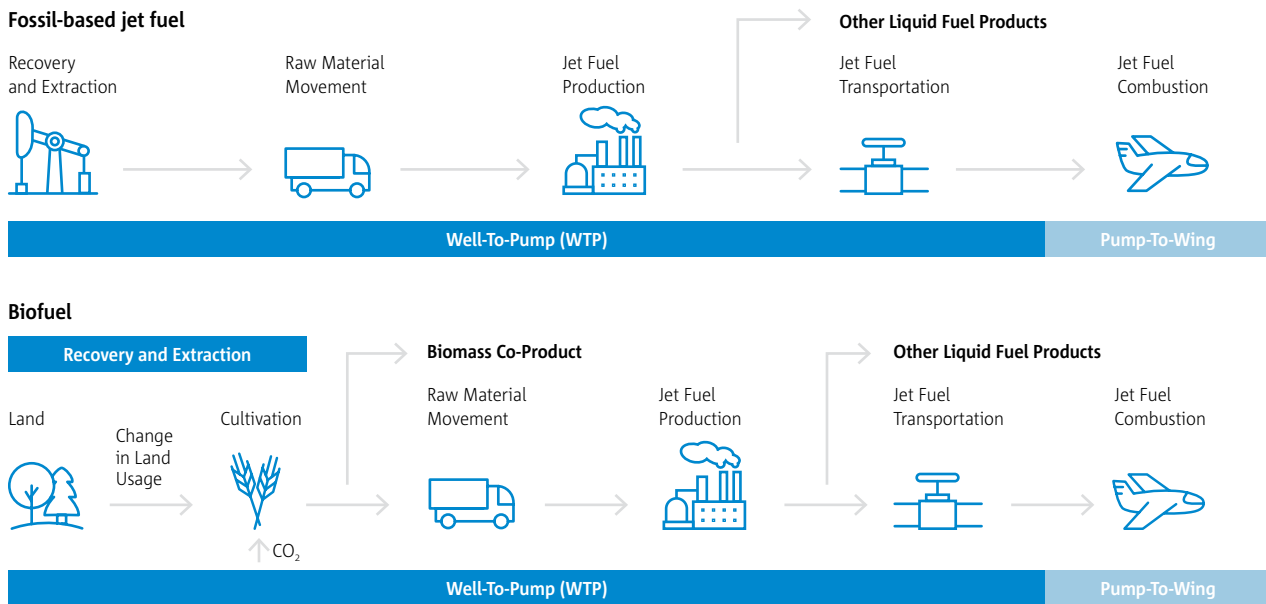 Fossil-based jet fuel
Other Liquid Fuel Products
Recovery
and Extraction
Raw Material
Movement
Jet Fuel
Production
Jet Fuel
Transportation
Jet Fuel
Combustion
Well-To-Pump (WTP)
Pump-To-Wing
Biofuel
Recovery and Extraction
Biomass Co-Product
Other Liquid Fuel Products
Land
Change
in Land
Usage
Cultivation
CO₂
Raw Material
Movement
Jet Fuel
Production
Jet Fuel
Transportation
Jet Fuel
Combustion
Well-To-Pump (WTP)
Pump-To-Wing